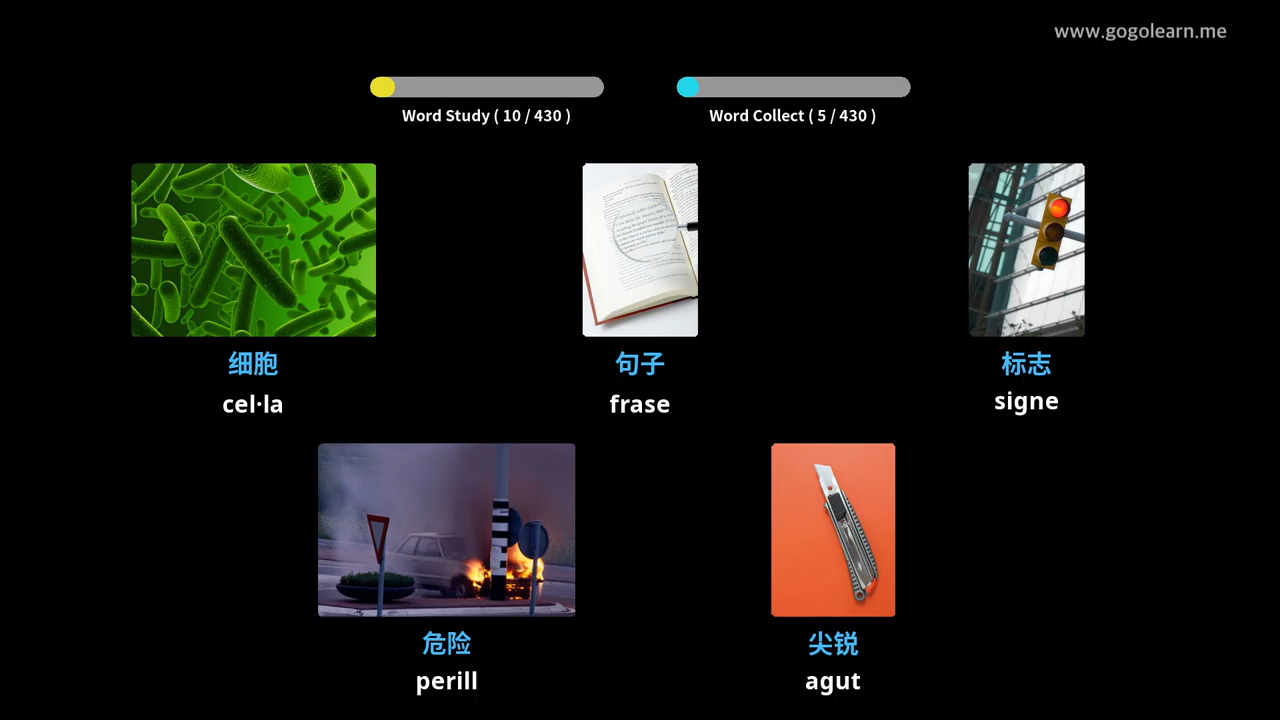 www.gogolearn.me
Word Study ( 10 / 430 )
Word Collect ( 5 / 430 )
细胞
cel·la
句子
frase
标志
signe
危险
perill
尖锐
agut